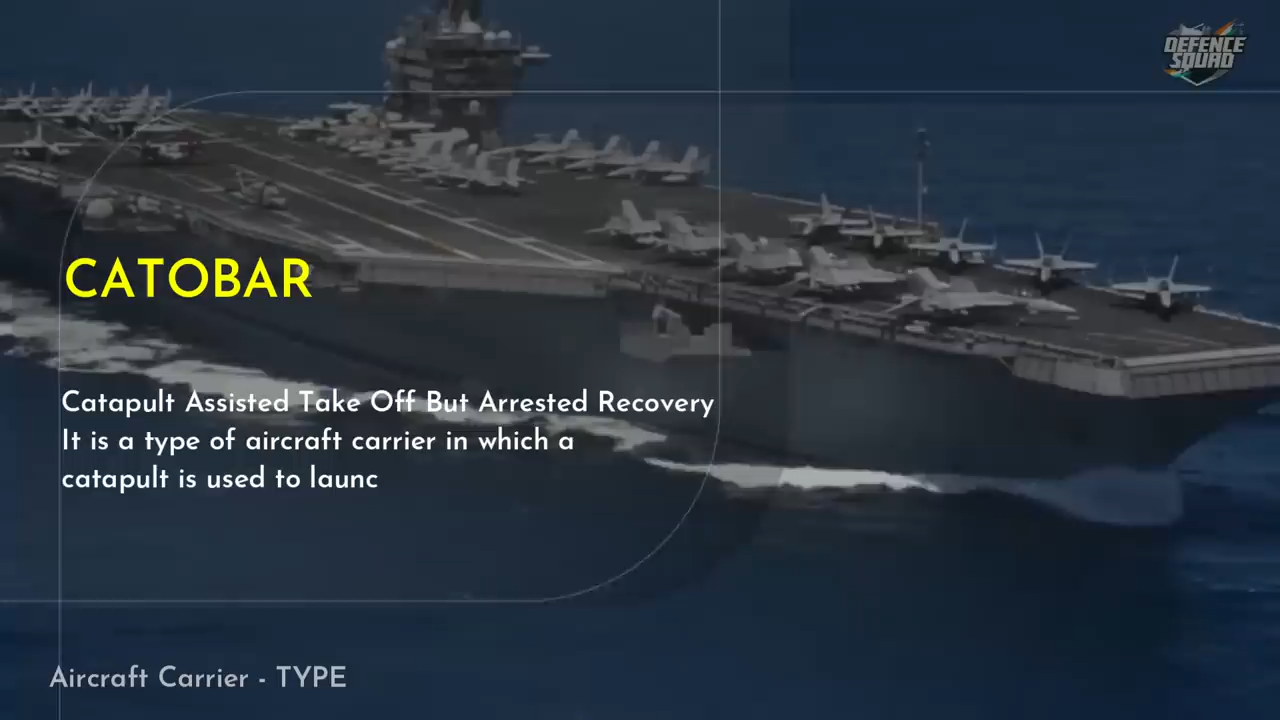 DEFENCE
SQUAD
CATOBAR
Catapult Assisted Take Off But Arrested Recovery
It is a type of aircraft carrier in which a
catapult is used to launc
Aircraft Carrier - TYPE